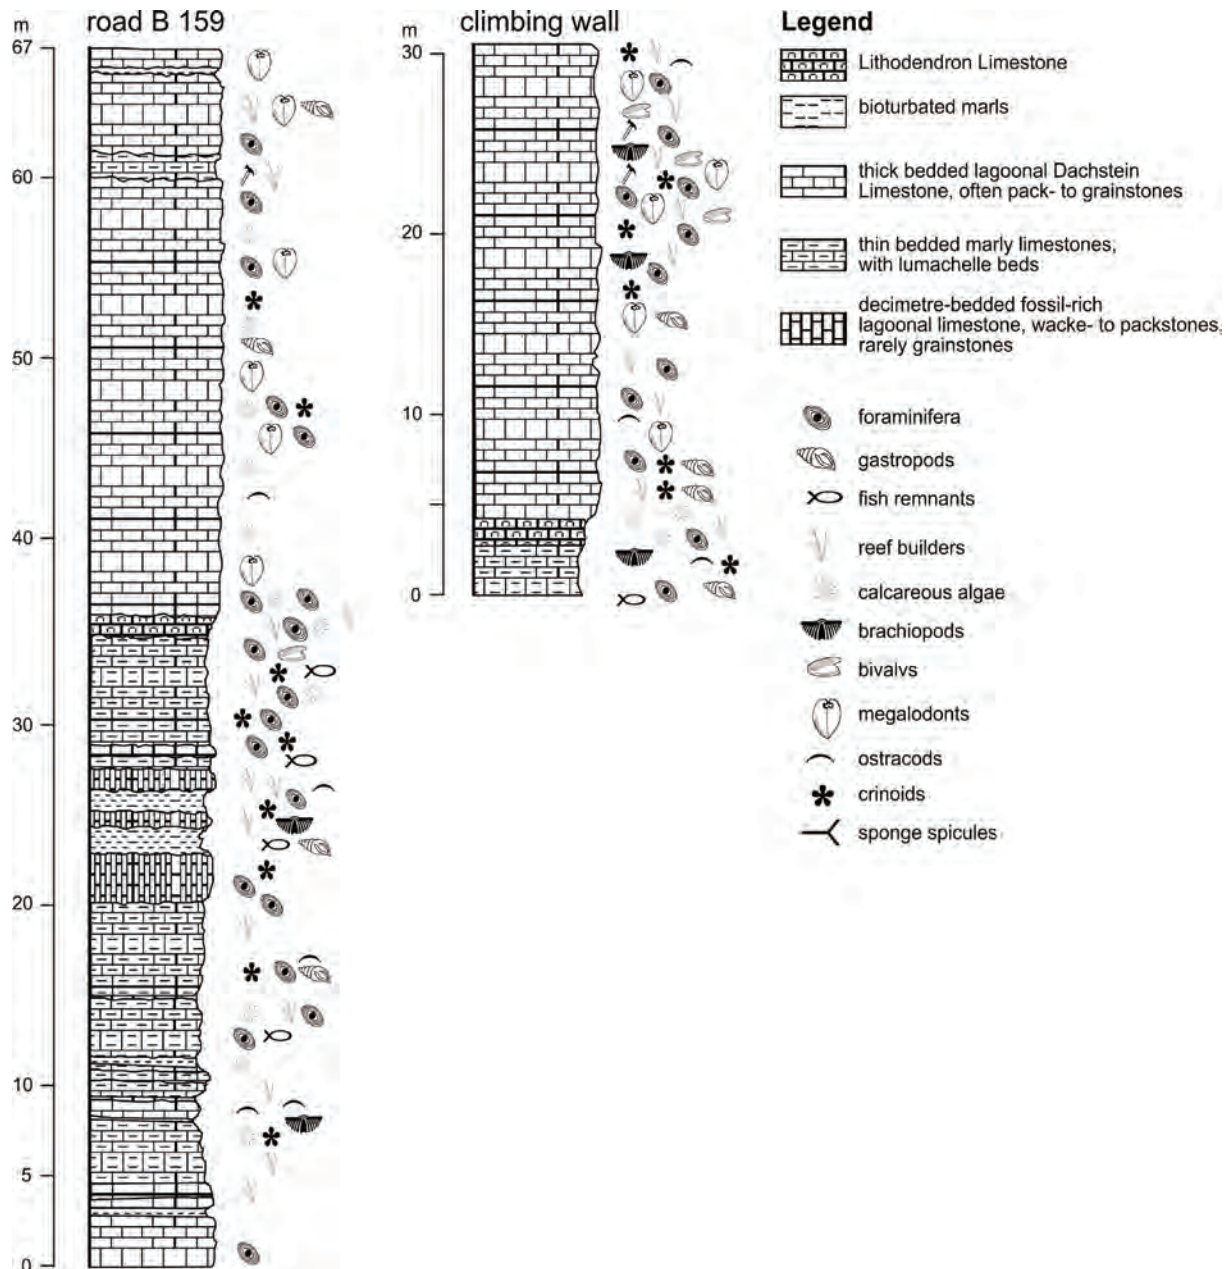 road B 159
m
67
60
50
40
30
20
10
5
0
climbing wall
m
30
20
10
0
Legend
Lithodendron Limestone
bioturbated marls
thick bedded lagoonal Dachstein
Limestone, often pack- to grainstones
thin bedded marly limestones,
with lumachelle beds
decimetre-bedded fossil-rich
lagoonal limestone, wacke- to packstones,
rarely grainstones
foraminifera
gastropods
fish remnants
reef builders
calcareous algae
brachiopods
bivalvs
megalodonts
ostracods
crinoids
sponge spicules